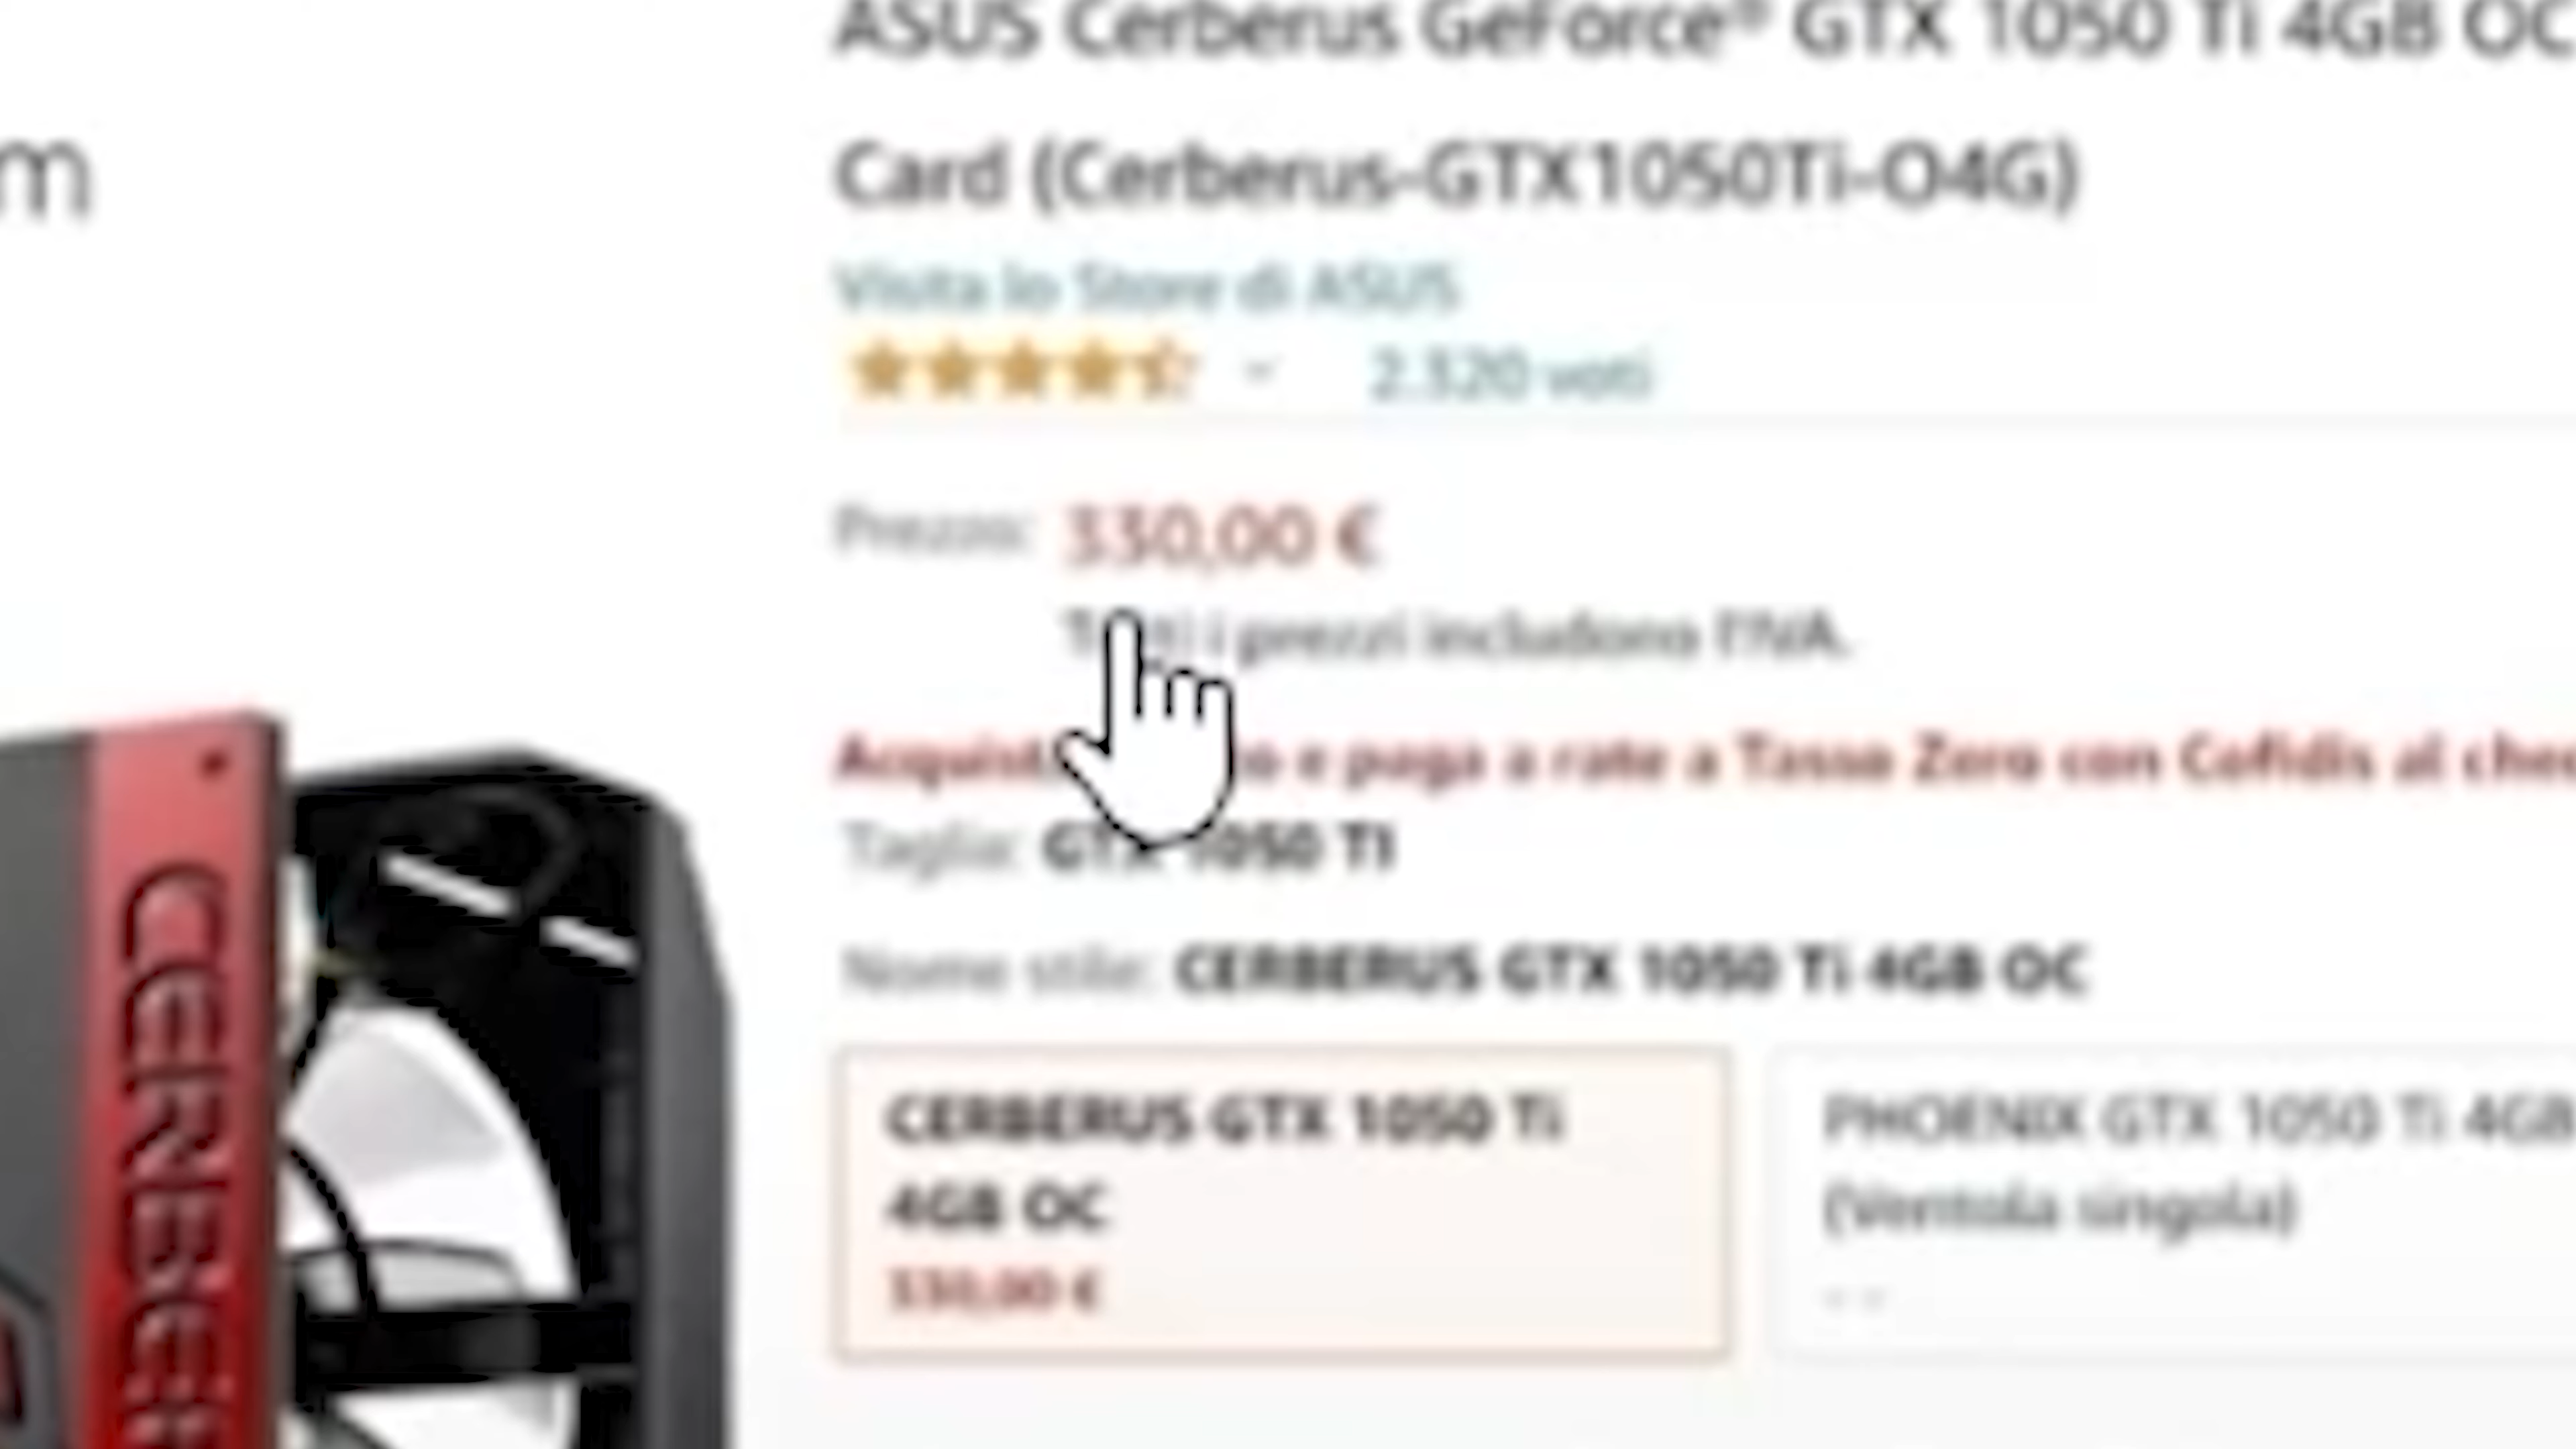 ASUS Cerberus GeForce® GTX 1050 Ti 4GB OC
Card (Cerberus-GTX1050Ti-O4G)
Visita lo Store di ASUS
2.320 voti
Prezzo: 330,00 €
i prezzi includono l'IVA.
e paga a rate a Tasso Zero con Cofidis al
Taglia: GTX 1050 TI
Nome stile: CERBERUS GTX 1050 Ti 4GB OC
CERBERUS GTX 1050 Ti
4GB OC
330,00 €
PHOENIX GTX 1050 Ti 4GB
(Ventola singola)